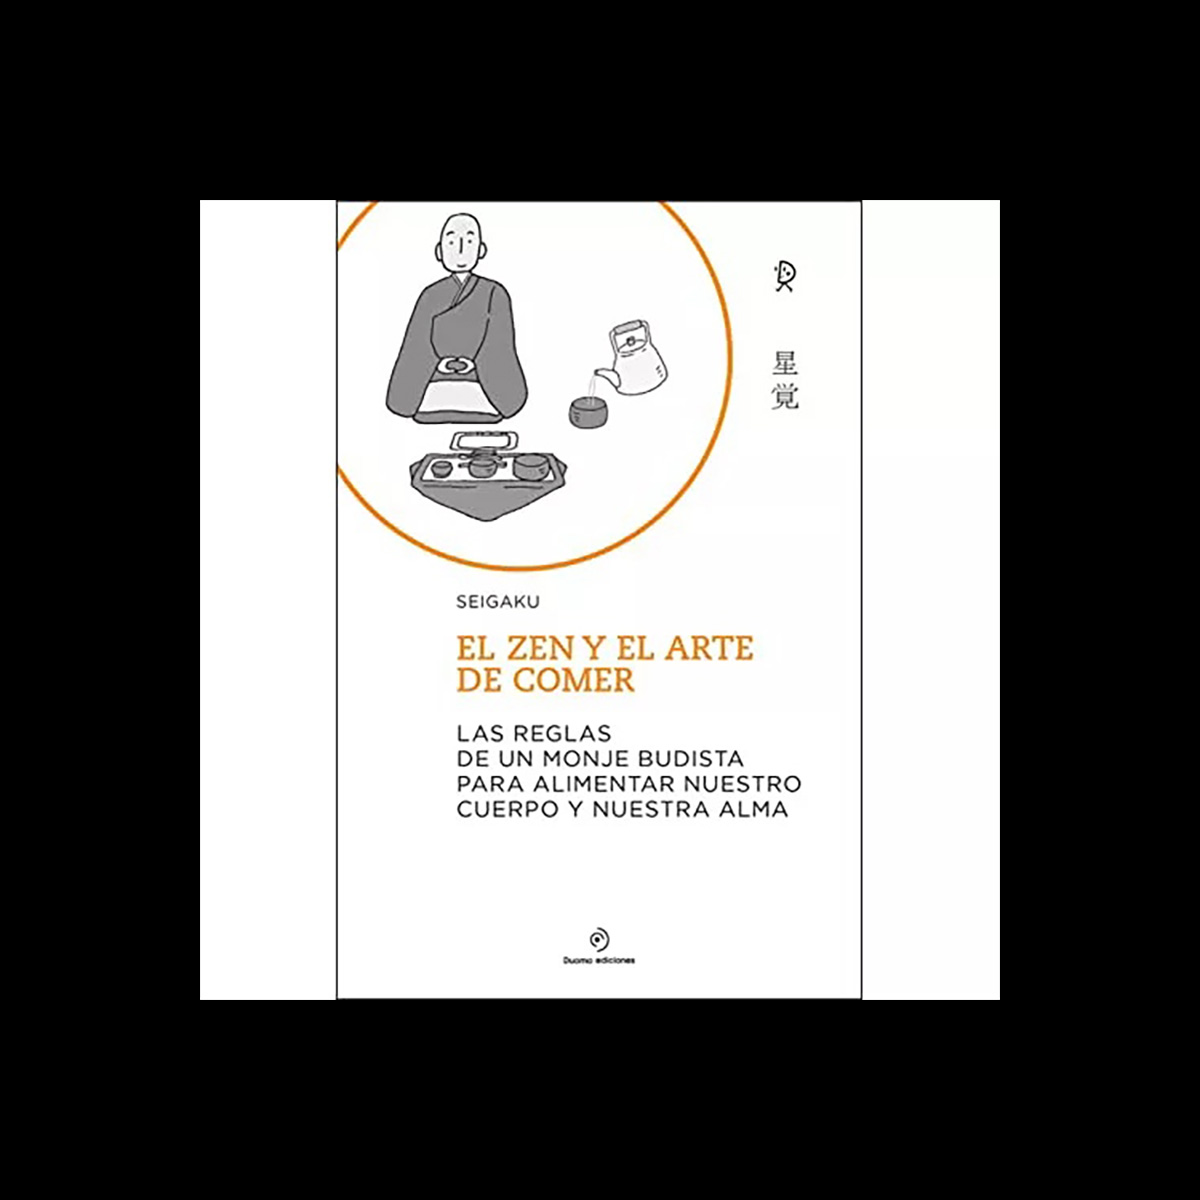 星
覚
SEIGAKU
EL ZEN Y EL ARTE
DE COMER
LAS REGLAS
DE UN MONJE BUDISTA
PARA ALIMENTAR NUESTRO
CUERPO Y NUESTRA ALMA
Duomo ediciones